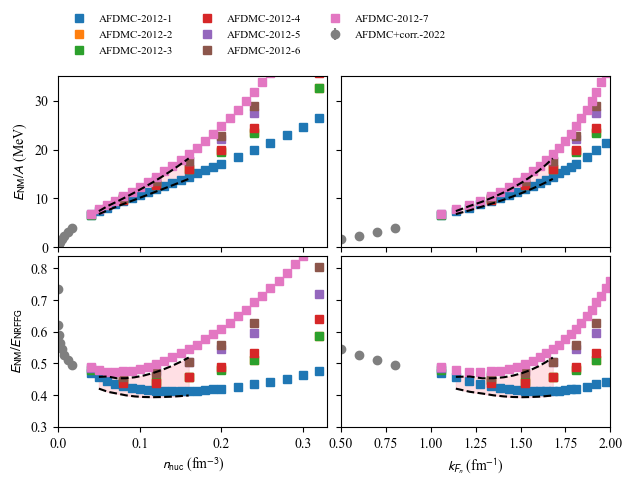 AFDMC-2012-1 AFDMC-2012-4 AFDMC-2012-7
AFDMC-2012-2 AFDMC-2012-5 AFDMC+corr.-2022
AFDMC-2012-3 AFDMC-2012-6
E_NM/A (MeV)
30
20
10
0
E_NM/E_NRFFG
0.8
0.7
0.6
0.5
0.4
0.3
0.0 0.1 0.2 0.3 0.50 0.75 1.00 1.25 1.50 1.75 2.00
n_nuc (fm⁻³) k_{F_n} (fm⁻¹)